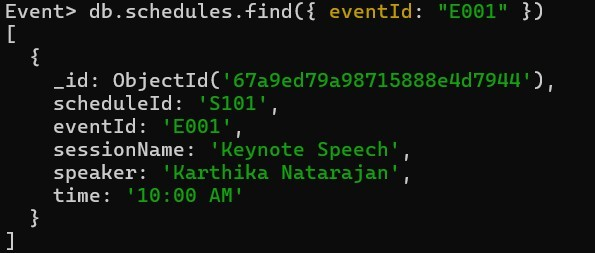 Event> db.schedules.find({ eventId: "E001" })
[
  {
    _id: ObjectId('67a9ed79a98715888e4d7944'),
    scheduleId: 'S101',
    eventId: 'E001',
    sessionName: 'Keynote Speech',
    speaker: 'Karthika Natarajan',
    time: '10:00 AM'
  }
]